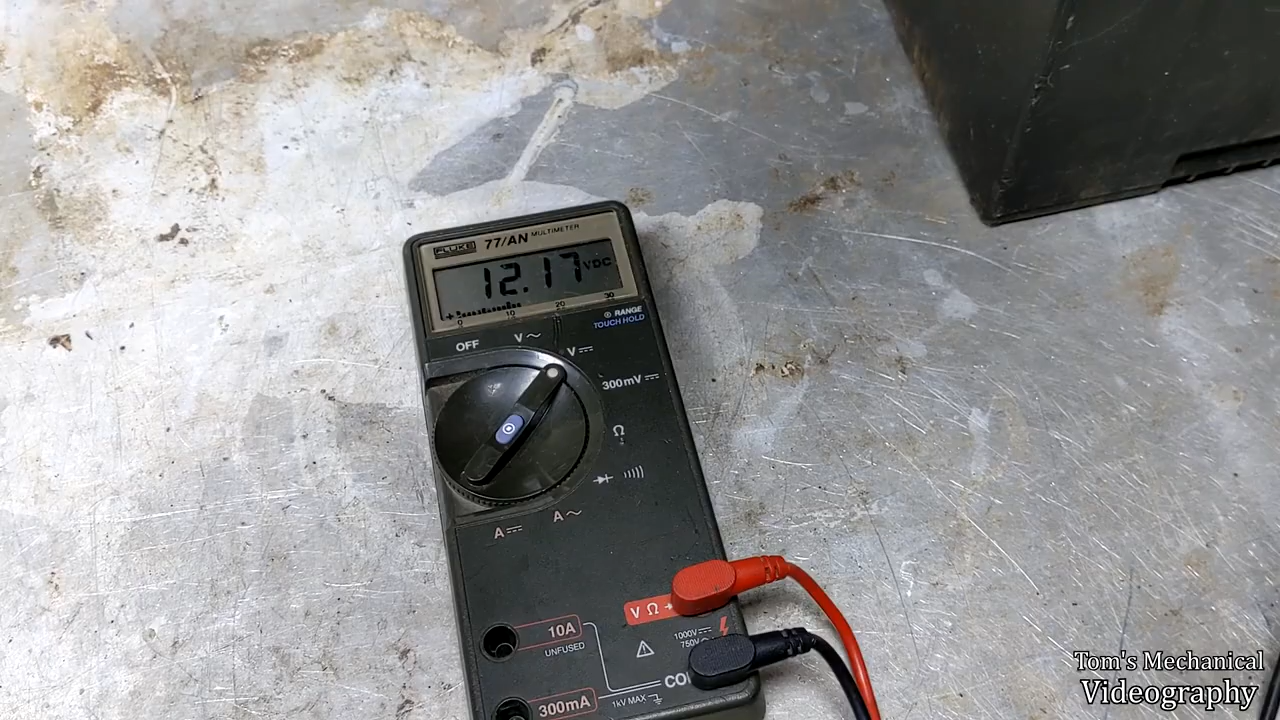 FLUKE 77/AN MULTIMETER
12.17 VDC
0 10 20 30
RANGE
TOUCH HOLD
OFF V~ V⎓
300mV⎓
Ω
A~
A⎓
VΩ
10A
UNFUSED
1000V⎓
750V
300mA
1kV MAX
Tom's Mechanical
Videography